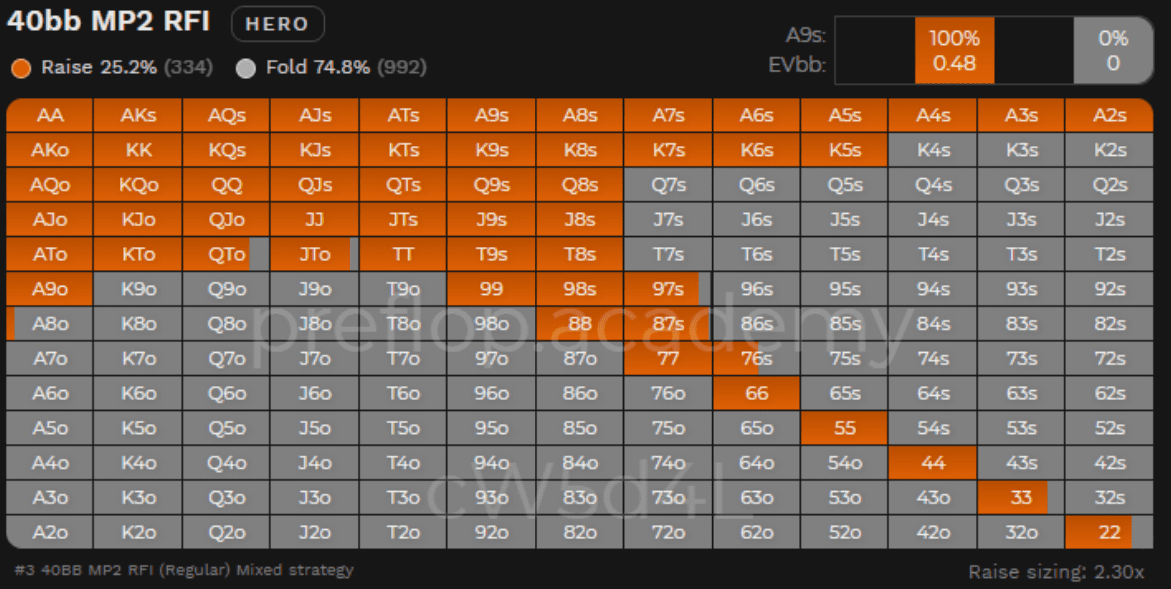 40bb MP2 RFI HERO
A9s: 100% 0%
EVbb: 0.48 0
Raise 25.2% (334) Fold 74.8% (992)
AA AKs AQs AJs ATs A9s A8s A7s A6s A5s A4s A3s A2s
AKo KK KQs KJs KTs K9s K8s K7s K6s K5s K4s K3s K2s
AQo KQo QQ QJs QTs Q9s Q8s Q7s Q6s Q5s Q4s Q3s Q2s
AJo KJo QJo JJ JTs J9s J8s J7s J6s J5s J4s J3s J2s
ATo KTo QTo JTo TT T9s T8s T7s T6s T5s T4s T3s T2s
A9o K9o Q9o J9o T9o 99 98s 97s 96s 95s 94s 93s 92s
A8o K8o Q8o J8o T8o 98o 88 87s 86s 85s 84s 83s 82s
preflop.academy
A7o K7o Q7o J7o T7o 97o 87o 77 76s 75s 74s 73s 72s
A6o K6o Q6o J6o T6o 96o 86o 76o 66 65s 64s 63s 62s
A5o K5o Q5o J5o T5o 95o 85o 75o 65o 55 54s 53s 52s
A4o K4o Q4o J4o T4o 94o 84o 74o 64o 54o 44 43s 42s
A3o K3o Q3o J3o T3o 93o 83o 73o 63o 53o 43o 33 32s
cW5d4L
A2o K2o Q2o J2o T2o 92o 82o 72o 62o 52o 42o 32o 22
#3 40BB MP2 RFI (Regular) Mixed strategy
Raise sizing: 2.30x